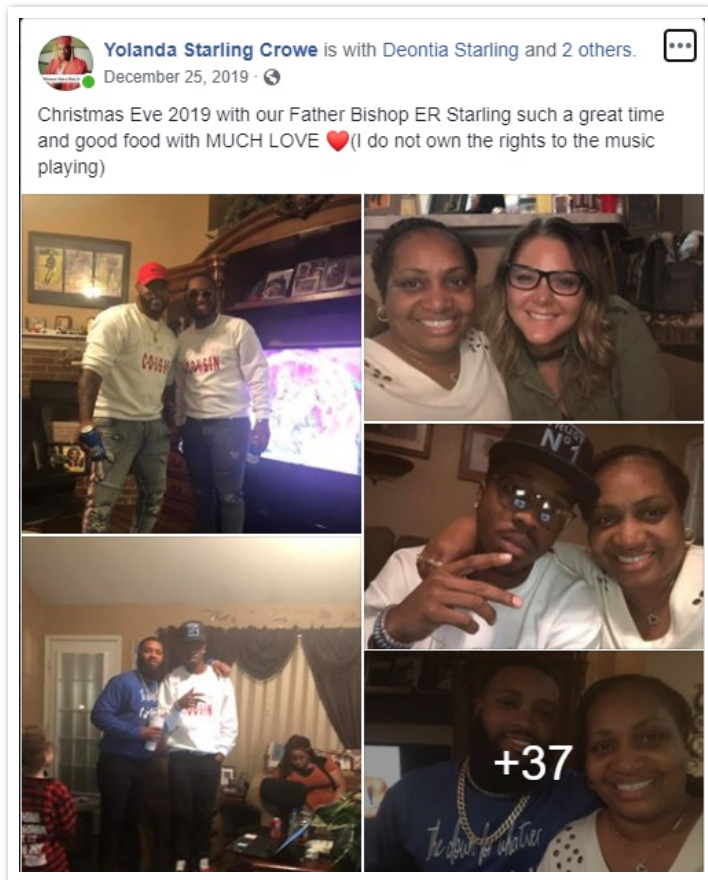 Yolanda Starling Crowe is with Deontia Starling and 2 others.
December 25, 2019 ·
Christmas Eve 2019 with our Father Bishop ER Starling such a great time
and good food with MUCH LOVE ❤️(I do not own the rights to the music
playing)
COUSIN
COUSIN
TRUST
Nº1
+37